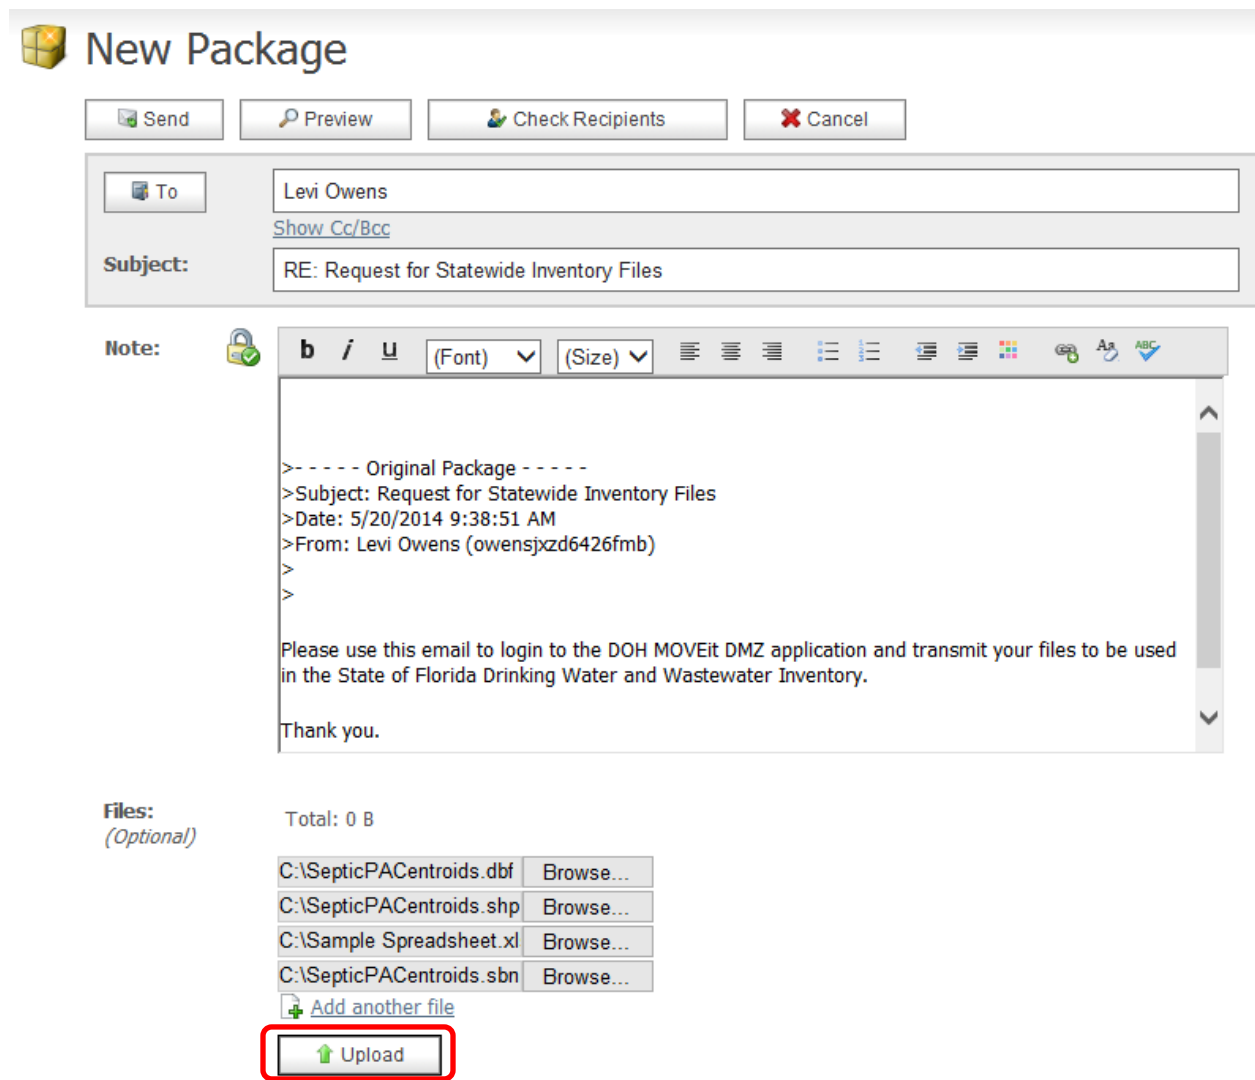 New Package
Send Preview Check Recipients Cancel
To Levi Owens
Show Cc/Bcc
Subject: RE: Request for Statewide Inventory Files
Note: b i u (Font) (Size) ABC
>- - - - - Original Package - - - - -
>Subject: Request for Statewide Inventory Files
>Date: 5/20/2014 9:38:51 AM
>From: Levi Owens (owensjxzd6426fmb)
>
>
Please use this email to login to the DOH MOVEit DMZ application and transmit your files to be used
in the State of Florida Drinking Water and Wastewater Inventory.
Thank you.
Files: Total: 0 B
(Optional)
C:\SepticPACentroids.dbf Browse...
C:\SepticPACentroids.shp Browse...
C:\Sample Spreadsheet.xl Browse...
C:\SepticPACentroids.sbn Browse...
Add another file
Upload